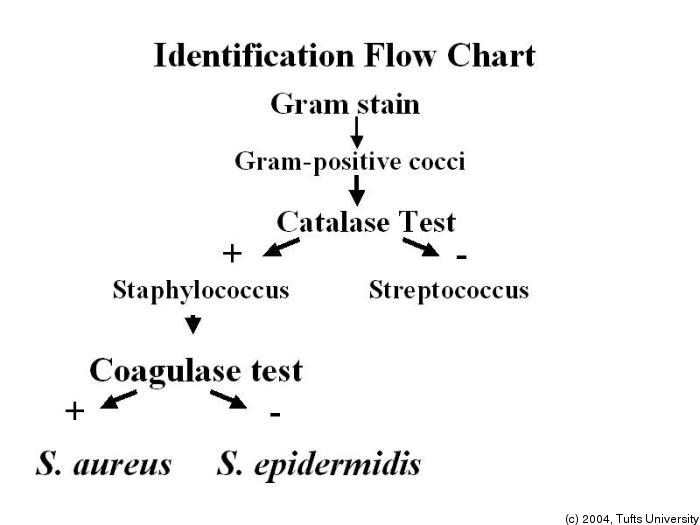 Identification Flow Chart
Gram stain
Gram-positive cocci
Catalase Test
+ -
Staphylococcus Streptococcus
Coagulase test
+ -
S. aureus S. epidermidis
(c) 2004, Tufts University